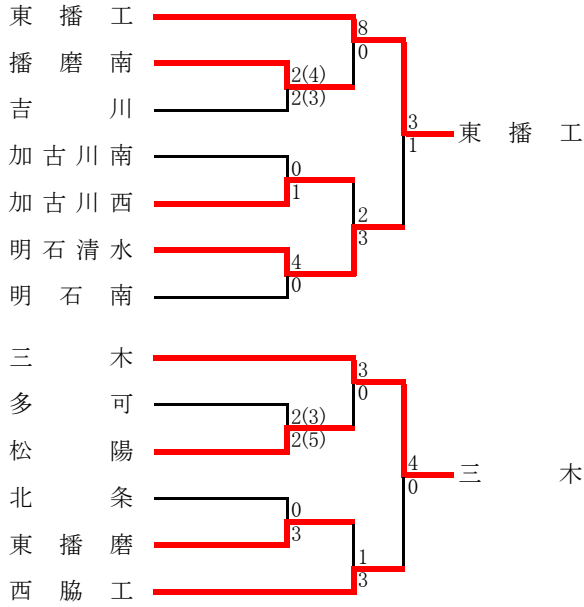 東播工
8
播磨南
0
2(4)
吉川
2(3)
3
東播工
1
加古川南
0
加古川西
1
2
明石清水
3
4
明石南
0
三木
3
多可
0
2(3)
松陽
2(5)
4
三木
0
北条
0
東播磨
3
1
西脇工
3